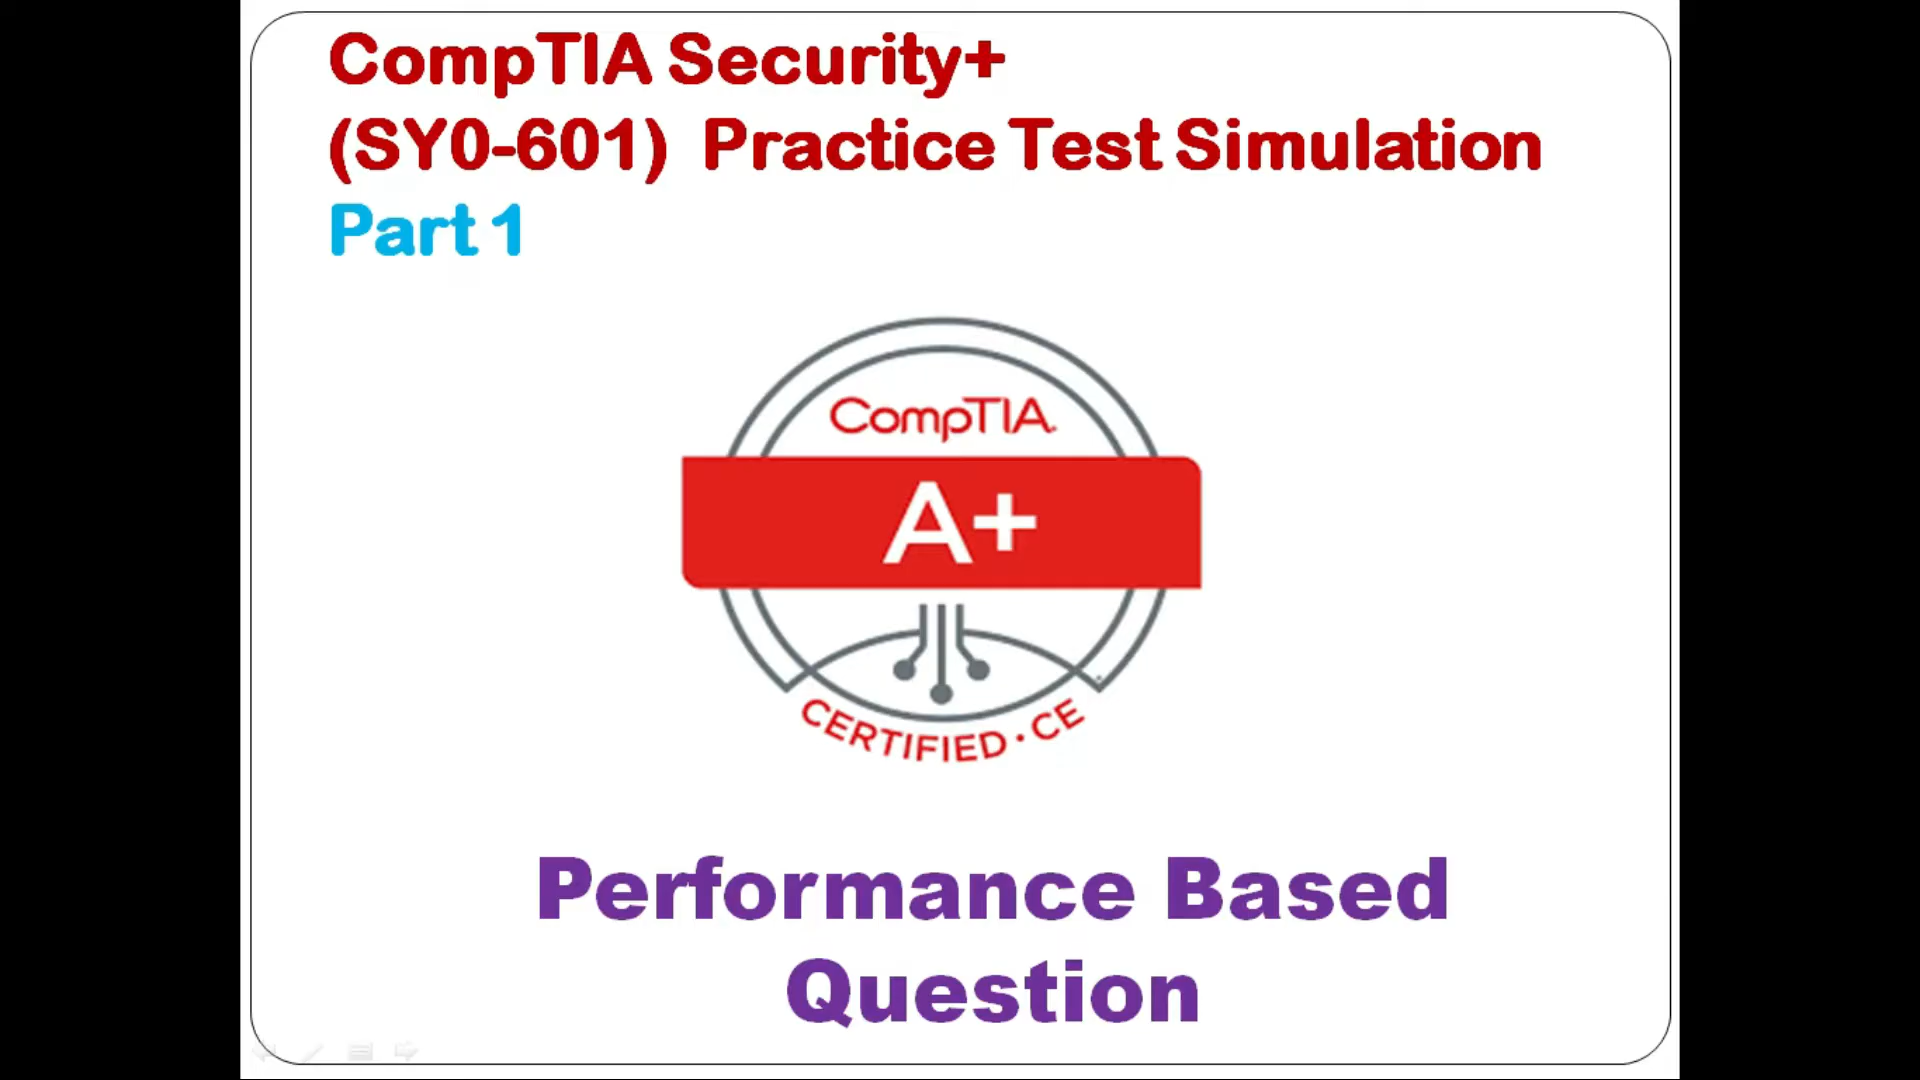 CompTIA Security+
(SY0-601) Practice Test Simulation
Part 1
CompTIA.
A+
CERTIFIED · CE
Performance Based
Question